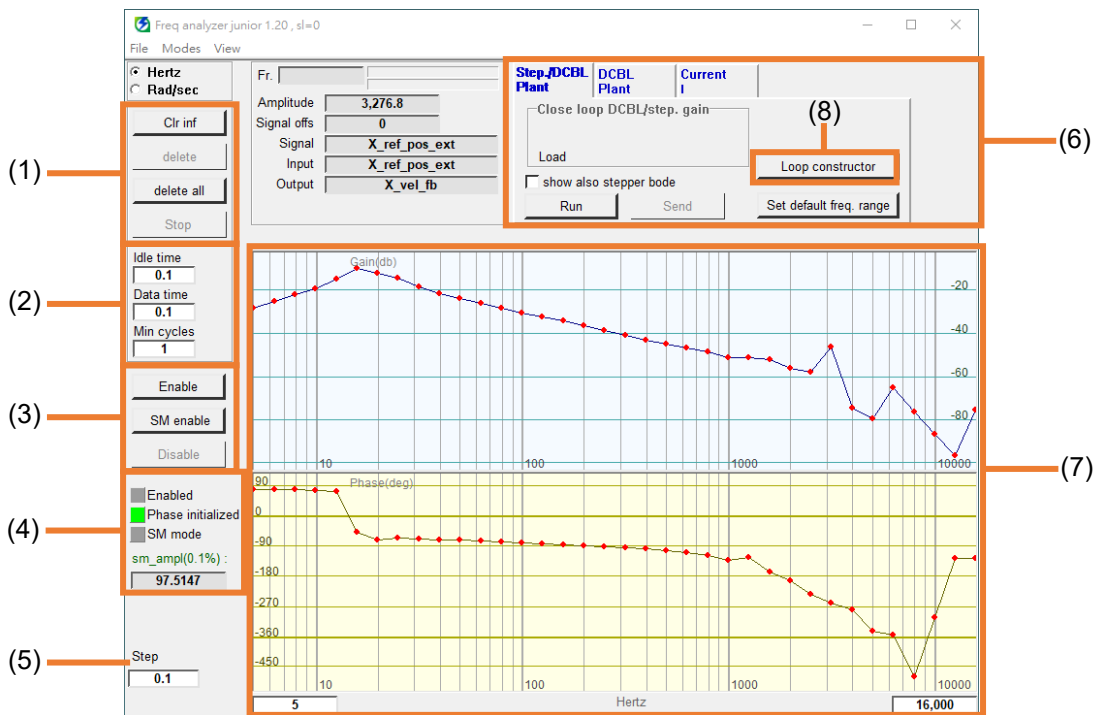 Freq analyzer junior 1.20 , sl=0
File Modes View
Hertz
Rad/sec
Fr.
Amplitude 3,276.8
Signal offs 0
Signal X_ref_pos_ext
Input X_ref_pos_ext
Output X_vel_fb
Step./DCBL Plant
DCBL Plant
Current I
Close loop DCBL/step. gain
Load
(8)
Loop constructor
show also stepper bode
Run
Send
Set default freq. range
(6)
(1)
Clr inf
delete
delete all
Stop
(2)
Idle time
0.1
Data time
0.1
Min cycles
1
(3)
Enable
SM enable
Disable
(4)
Enabled
Phase initialized
SM mode
sm_ampl(0.1%) :
97.5147
(5)
Step
0.1
Gain(db)
-20
-40
-60
-80
10 100 1000 10000
(7)
Phase(deg)
90
0
-90
-180
-270
-360
-450
10 100 1000 10000
5 Hertz 16,000